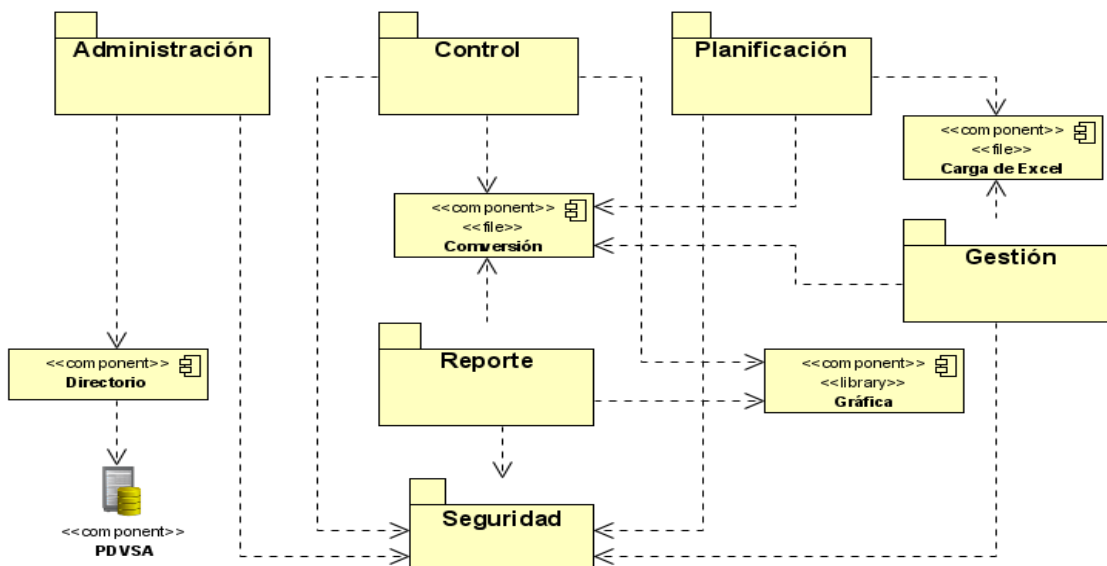 Administración
Control
Planificación
<<component>>
<<file>>
Carga de Excel
<<component>>
<<file>>
Comversión
Gestión
<<component>>
Directorio
Reporte
<<component>>
<<library>>
Gráfica
<<component>>
PDVSA
Seguridad